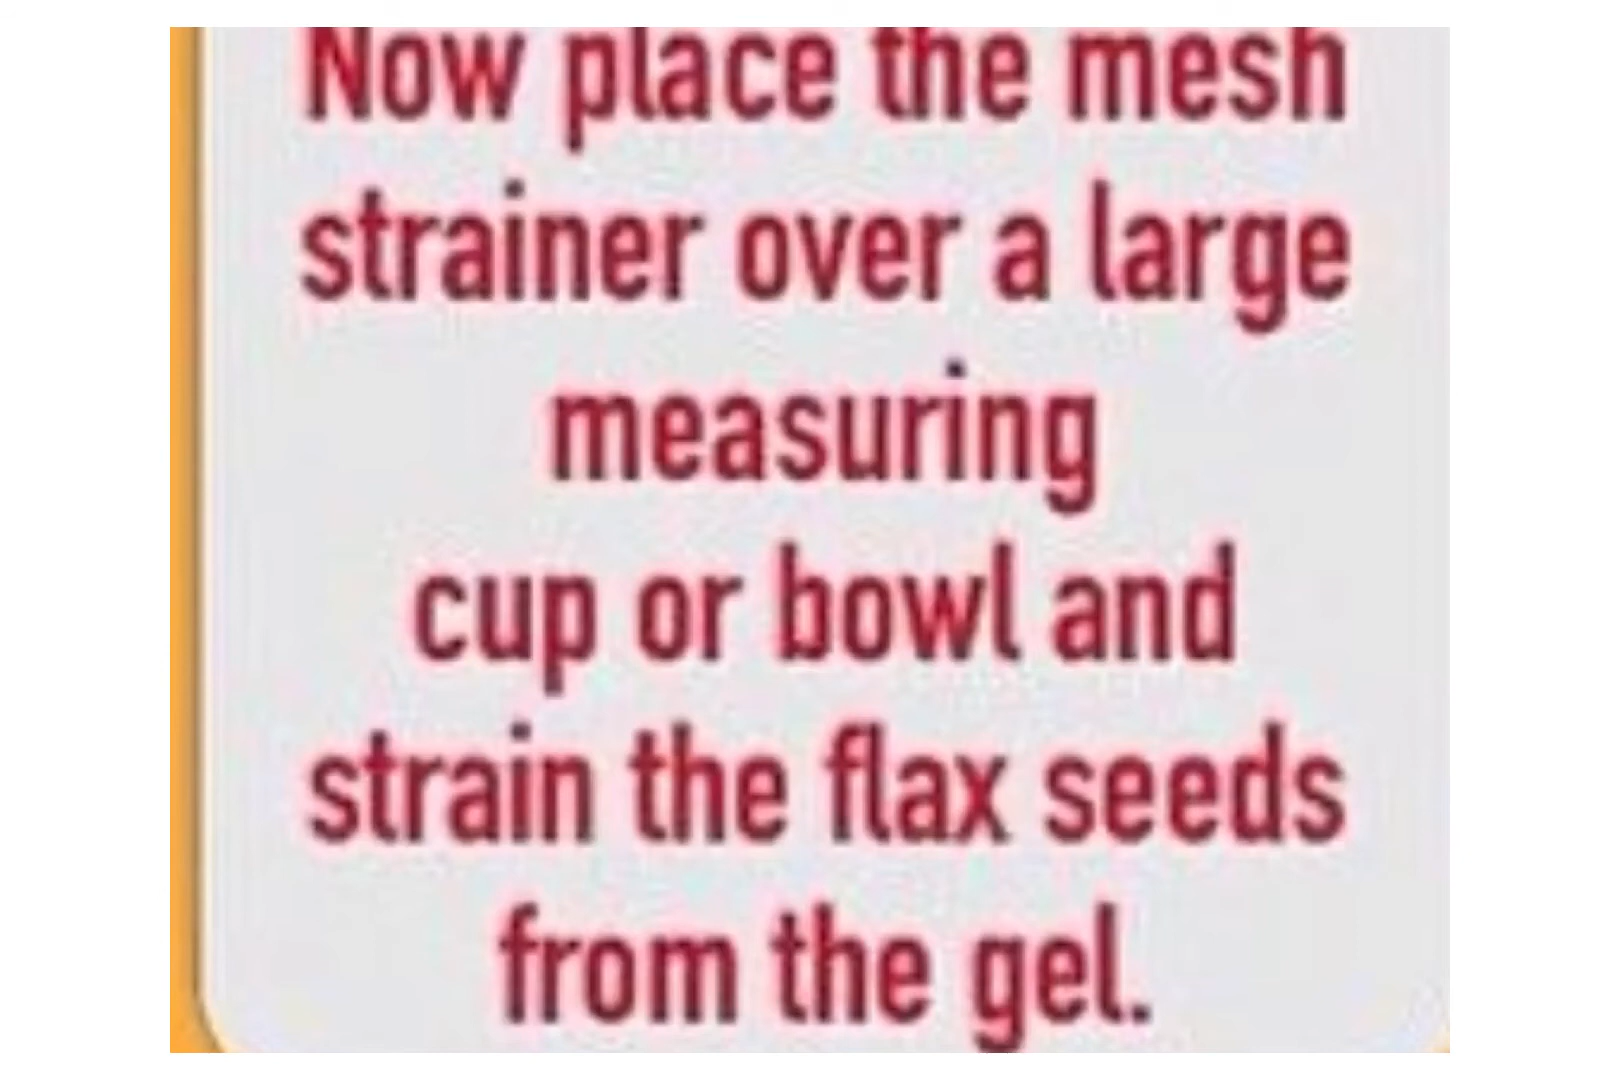 Now place the mesh
strainer over a large
measuring
cup or bowl and
strain the flax seeds
from the gel.